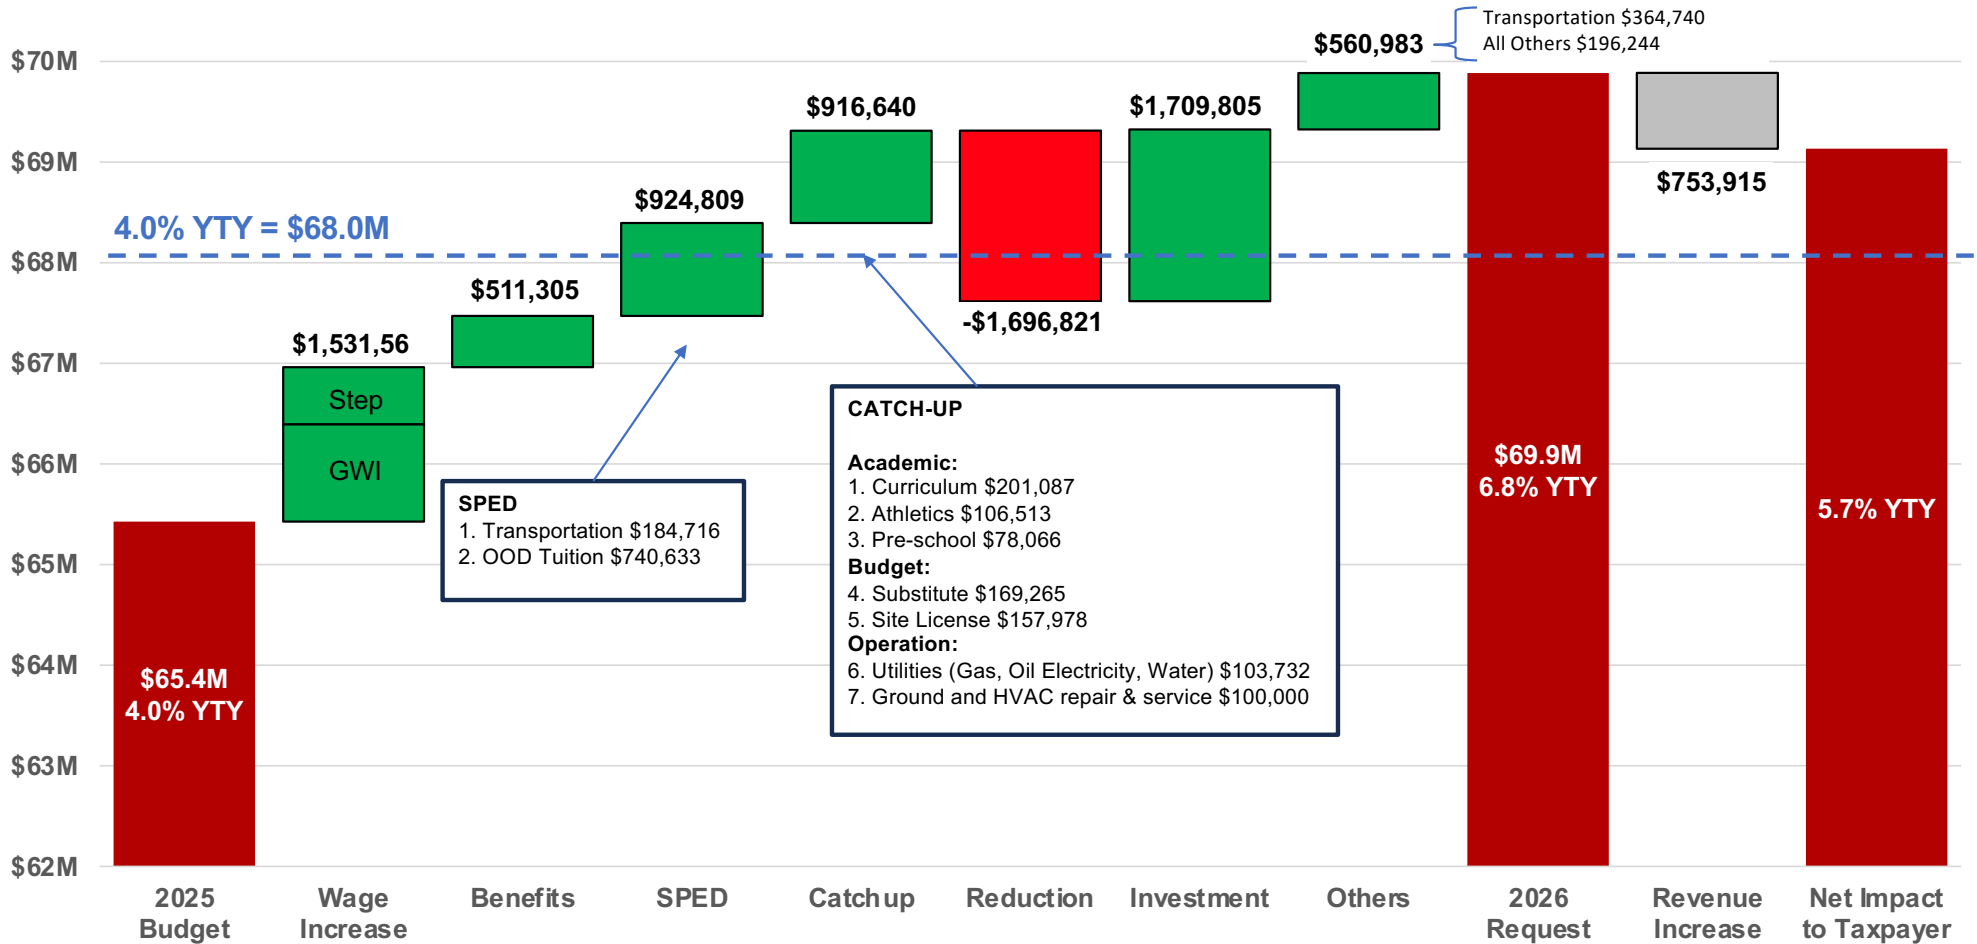 Transportation $364,740
All Others $196,244
$560,983
$70M
$69M
$68M
$67M
$66M
$65M
$64M
$63M
$62M
4.0% YTY = $68.0M
$65.4M
4.0% YTY
$1,531,56
Step
GWI
$511,305
$924,809
$916,640
-$1,696,821
$1,709,805
$69.9M
6.8% YTY
$753,915
5.7% YTY
SPED
1. Transportation $184,716
2. OOD Tuition $740,633
CATCH-UP
Academic:
1. Curriculum $201,087
2. Athletics $106,513
3. Pre-school $78,066
Budget:
4. Substitute $169,265
5. Site License $157,978
Operation:
6. Utilities (Gas, Oil Electricity, Water) $103,732
7. Ground and HVAC repair & service $100,000
2025
Budget
Wage
Increase
Benefits
SPED
Catchup
Reduction
Investment
Others
2026
Request
Revenue
Increase
Net Impact
to Taxpayer